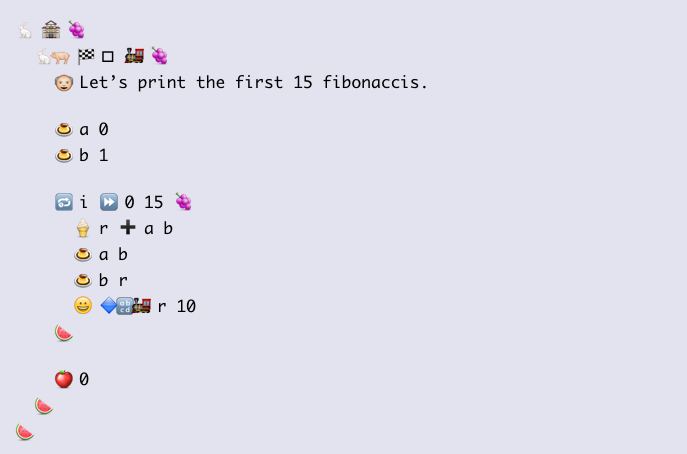 🐇 🏫 🍇
🐇🐖 🏁 ◻️ 🚂 🍇
👴 Let’s print the first 15 fibonaccis.
🍮 a 0
🍮 b 1
🔁 i ⏩ 0 15 🍇
🍦 r ➕ a b
🍮 a b
🍮 b r
😀 🔷🔡🚂 r 10
🍉
🍎 0
🍉
🍉